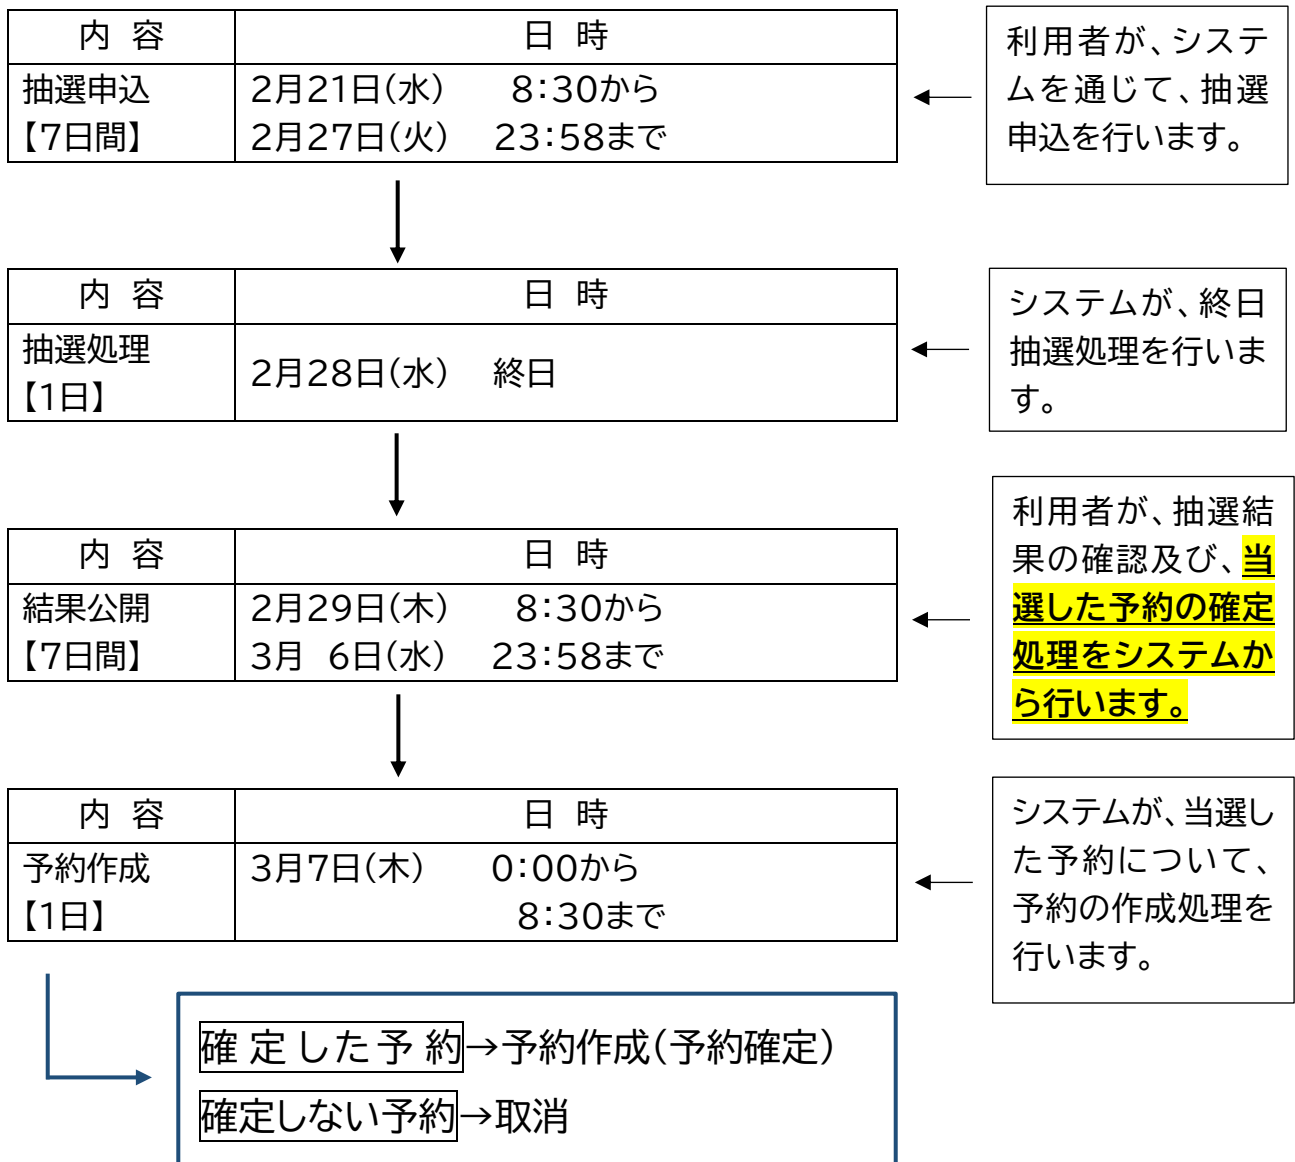 内 容 日 時
抽選申込 2月21日(水) 8:30から
【7日間】 2月27日(火) 23:58まで
利用者が、システ
ムを通じて、抽選
申込を行います。
内 容 日 時
抽選処理
【1日】
2月28日(水) 終日
システムが、終日
抽選処理を行いま
す。
内 容 日 時
結果公開 2月29日(木) 8:30から
【7日間】 3月 6日(水) 23:58まで
利用者が、抽選結
果の確認及び、当
選した予約の確定
処理をシステムか
ら行います。
内 容 日 時
予約作成 3月7日(木) 0:00から
【1日】 8:30まで
システムが、当選し
た予約について、
予約の作成処理を
行います。
確定した予約→予約作成(予約確定)
確定しない予約→取消